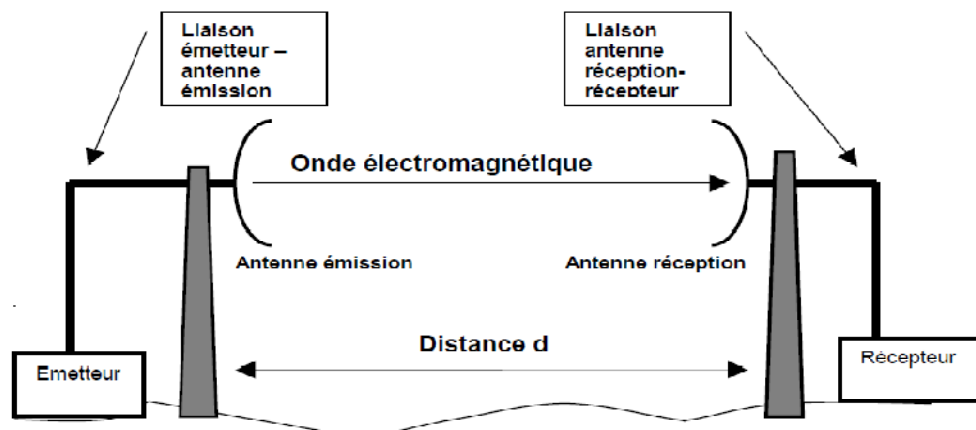 Liaison
émetteur –
antenne
émission
Liaison
antenne
réception-
récepteur
Onde électromagnétique
Antenne émission
Antenne réception
Distance d
Emetteur
Récepteur